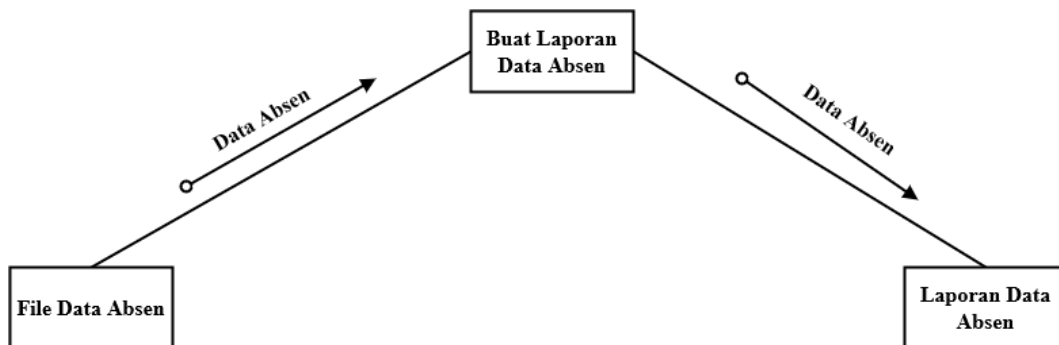 Buat Laporan
Data Absen
Data Absen
Data Absen
File Data Absen
Laporan Data
Absen